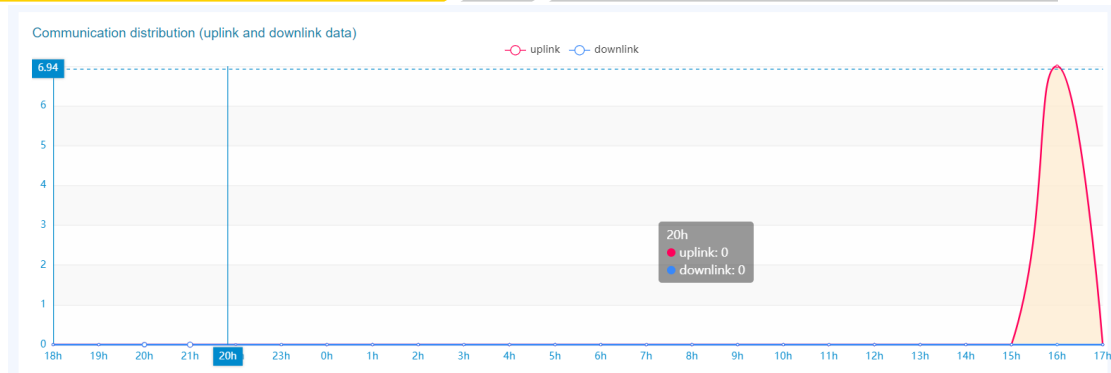 Communication distribution (uplink and downlink data)
uplink downlink
6.94
6
5
4
3
2
1
0
20h
uplink: 0
downlink: 0
18h 19h 20h 21h 20h 23h 0h 1h 2h 3h 4h 5h 6h 7h 8h 9h 10h 11h 12h 13h 14h 15h 16h 17h